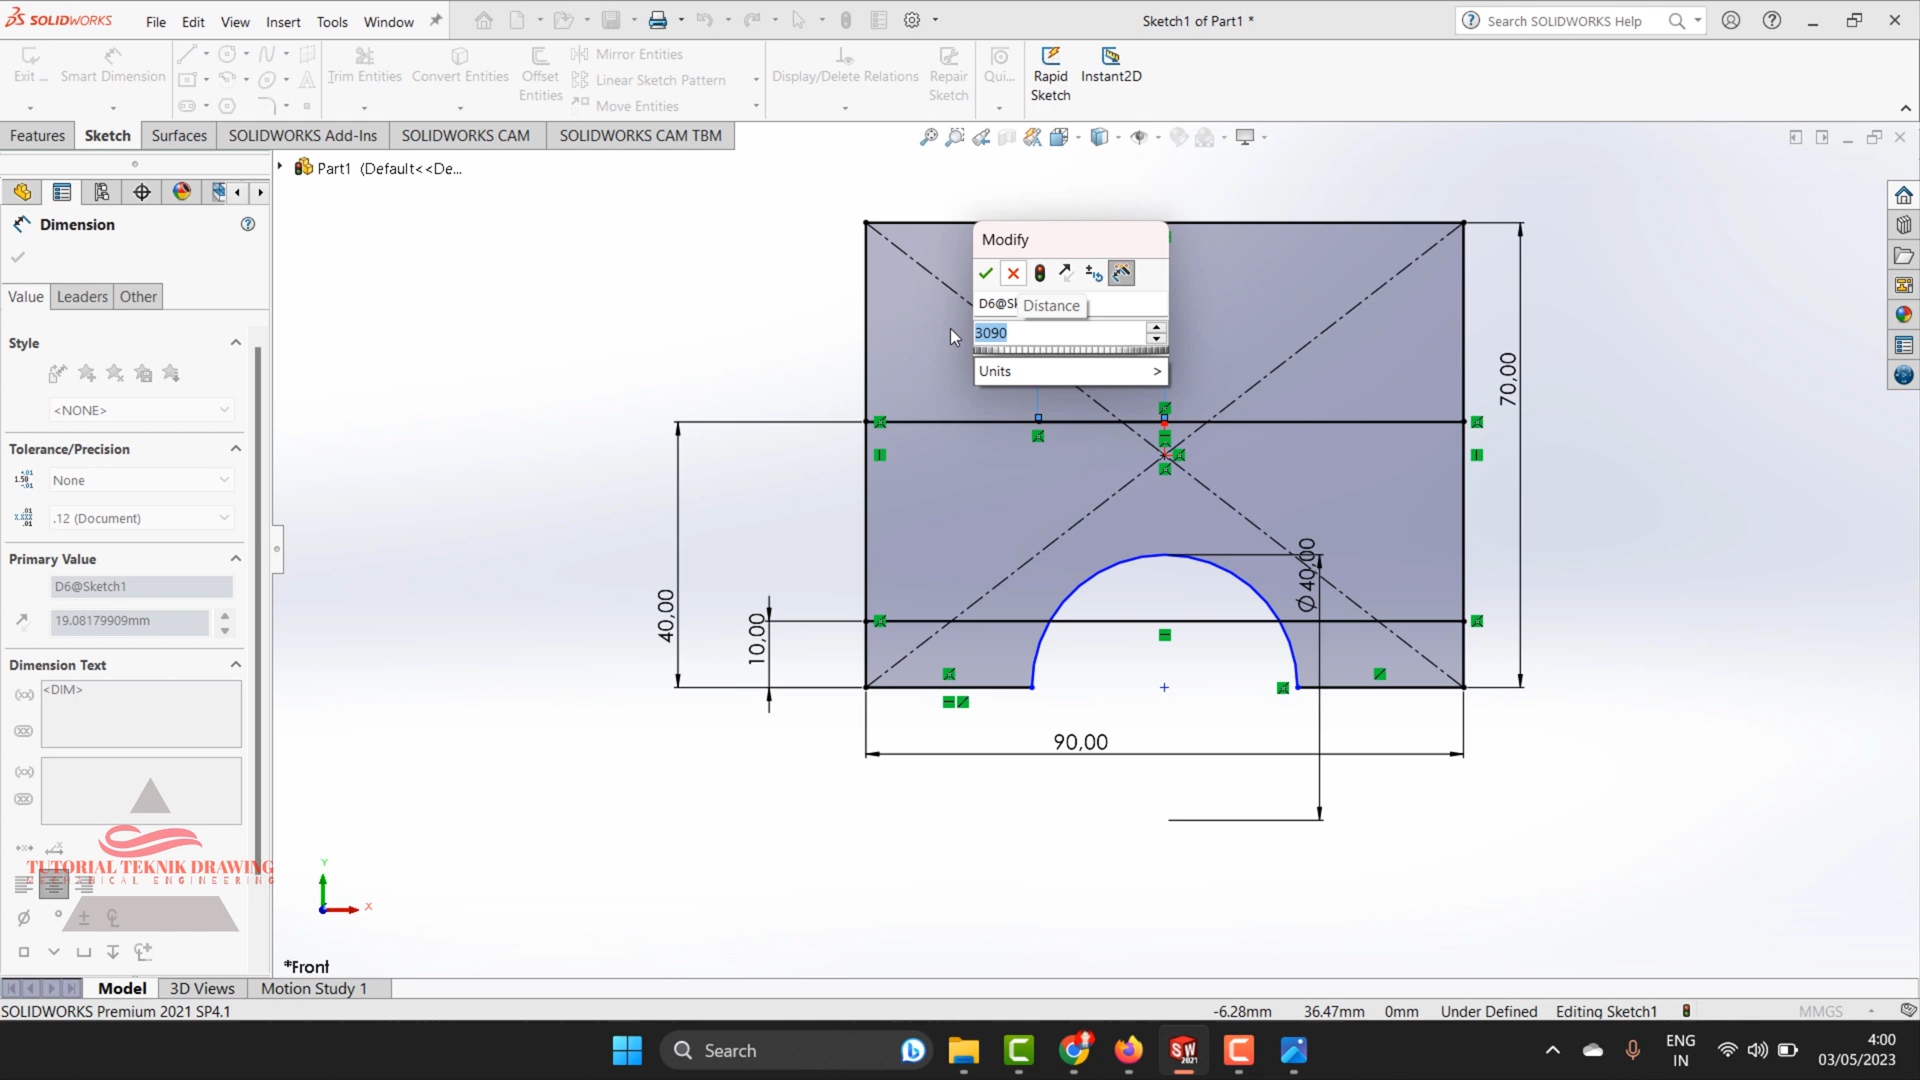 SOLIDWORKS File Edit View Insert Tools Window Sketch1 of Part1 * Search SOLIDWORKS Help
Exit ... Smart Dimension Trim Entities Convert Entities Offset Entities Mirror Entities Linear Sketch Pattern Move Entities Display/Delete Relations Repair Sketch Qui... Rapid Sketch Instant2D
Features Sketch Surfaces SOLIDWORKS Add-Ins SOLIDWORKS CAM SOLIDWORKS CAM TBM
Part1 (Default<<De...
Dimension
Value Leaders Other
Style
<NONE>
Tolerance/Precision
None
.12 (Document)
Primary Value
D6@Sketch1
19.08179909mm
Dimension Text
<DIM>
TUTORIAL TEKNIK DRAWING
MECHANICAL ENGINEERING
Modify
D6@Sk
Distance
3090
Units >
70,00
40,00
10,00
Ø 40,00
90,00
Y
X
*Front
Model 3D Views Motion Study 1
SOLIDWORKS Premium 2021 SP4.1 -6.28mm 36.47mm 0mm Under Defined Editing Sketch1 MMGS
Search
SW
2021
ENG
IN
4:00
03/05/2023